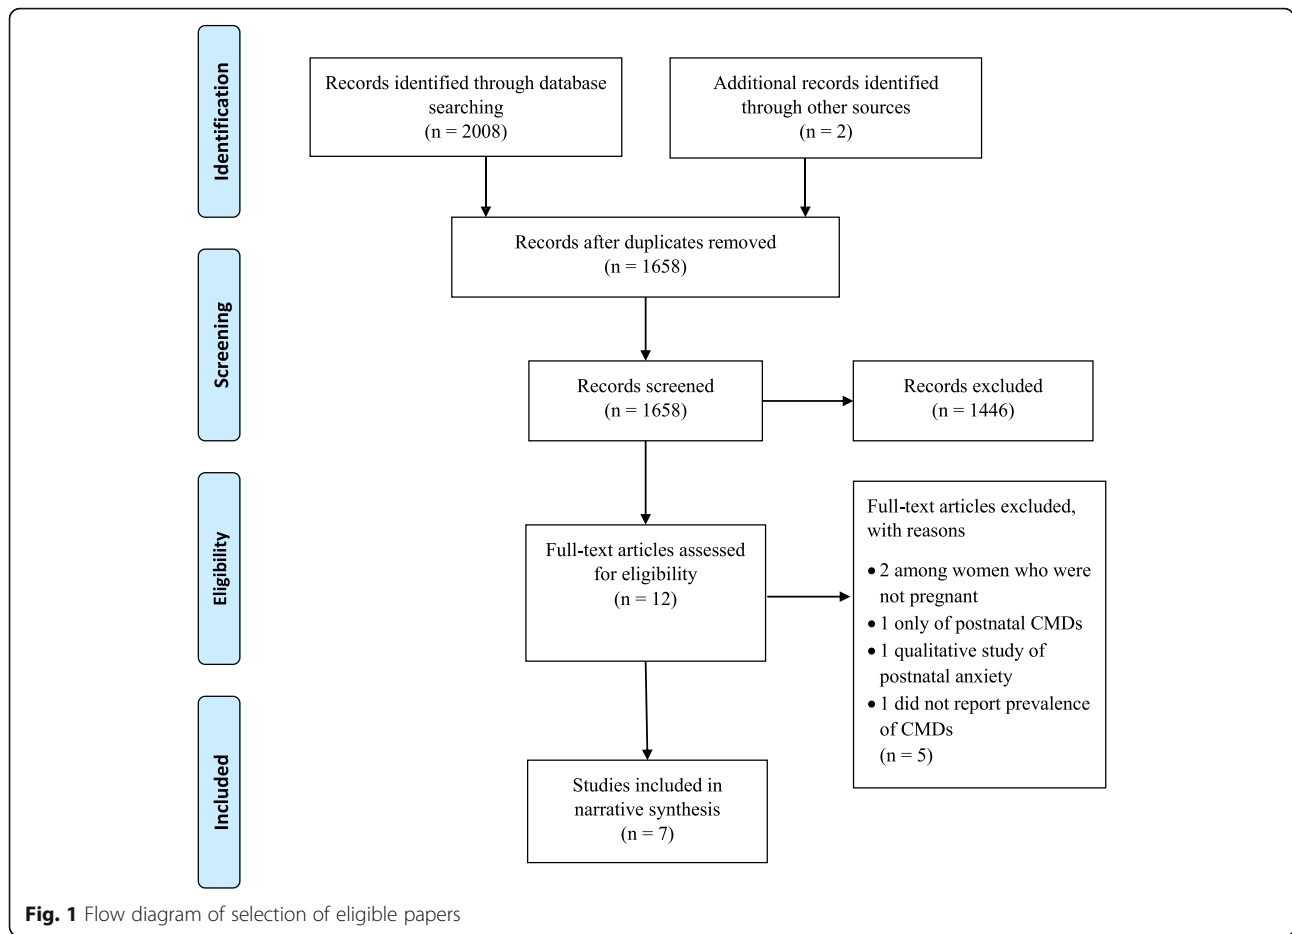 Identification
Records identified through database
searching
(n = 2008)
Additional records identified
through other sources
(n = 2)
Records after duplicates removed
(n = 1658)
Screening
Records screened
(n = 1658)
Records excluded
(n = 1446)
Eligibility
Full-text articles assessed
for eligibility
(n = 12)
Full-text articles excluded,
with reasons
• 2 among women who were
not pregnant
• 1 only of postnatal CMDs
• 1 qualitative study of
postnatal anxiety
• 1 did not report prevalence
of CMDs
(n = 5)
Included
Studies included in
narrative synthesis
(n = 7)
Fig. 1 Flow diagram of selection of eligible papers